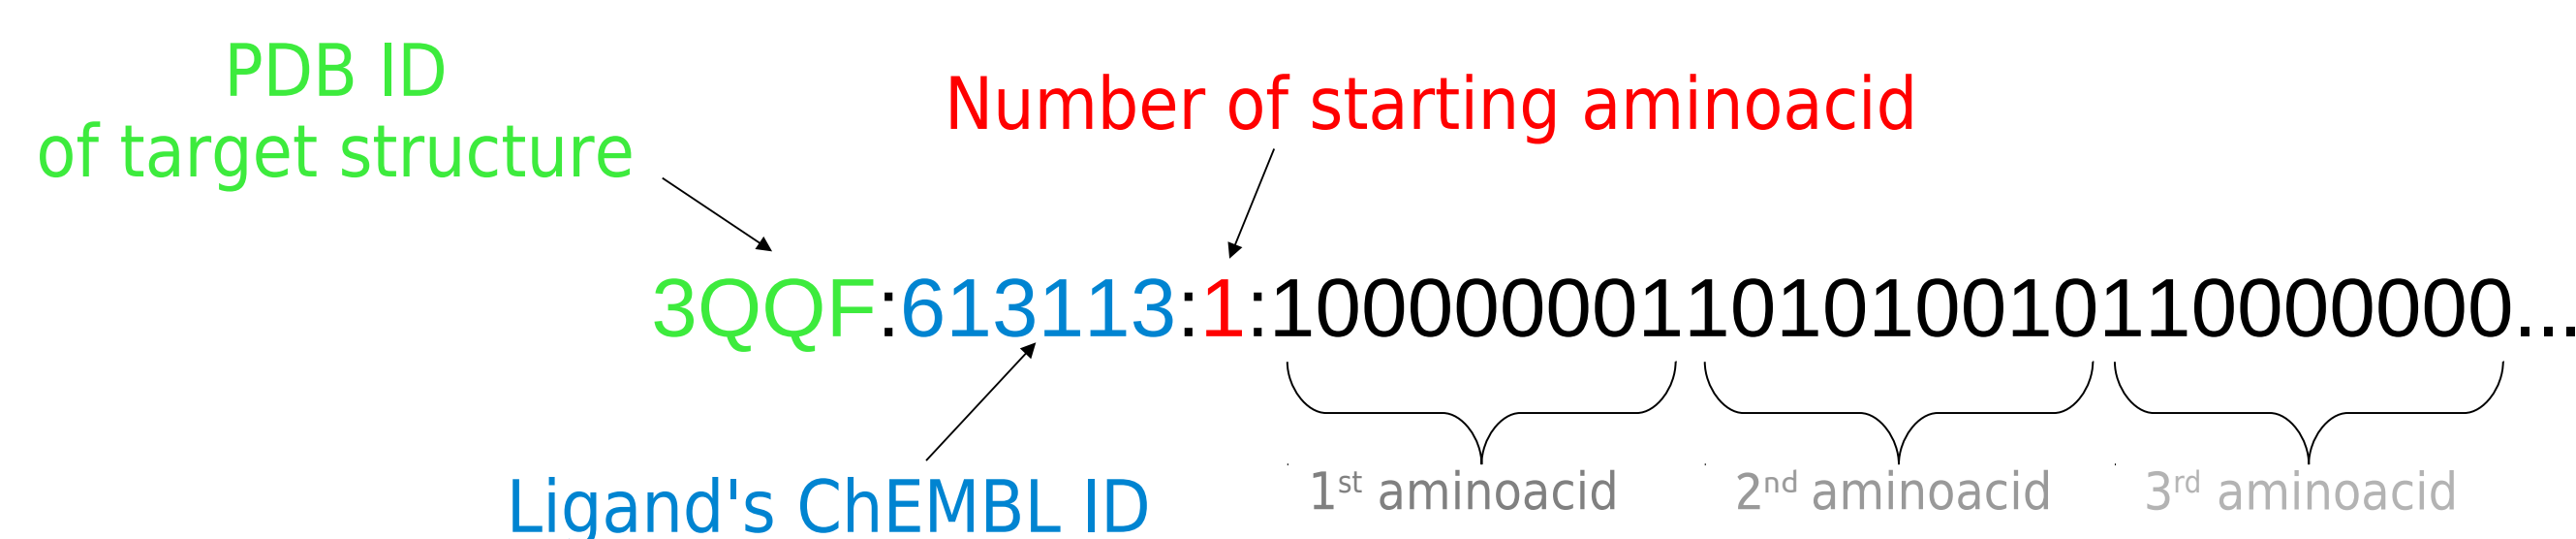 PDB ID
of target structure
Number of starting aminoacid
3QQF:613113:1:100000001101010010110000000...
Ligand's ChEMBL ID
1st aminoacid 2nd aminoacid 3rd aminoacid